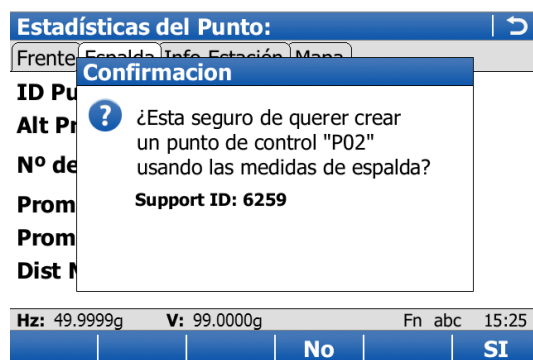 Estadísticas del Punto:
Frente Espalda Info Estación Mapa
Confirmacion
ID Pu
Alt Pr
Nº de
Prom
Prom
Dist
¿Esta seguro de querer crear
un punto de control "P02"
usando las medidas de espalda?
Support ID: 6259
Hz: 49.9999g V: 99.0000g Fn abc 15:25
No SI